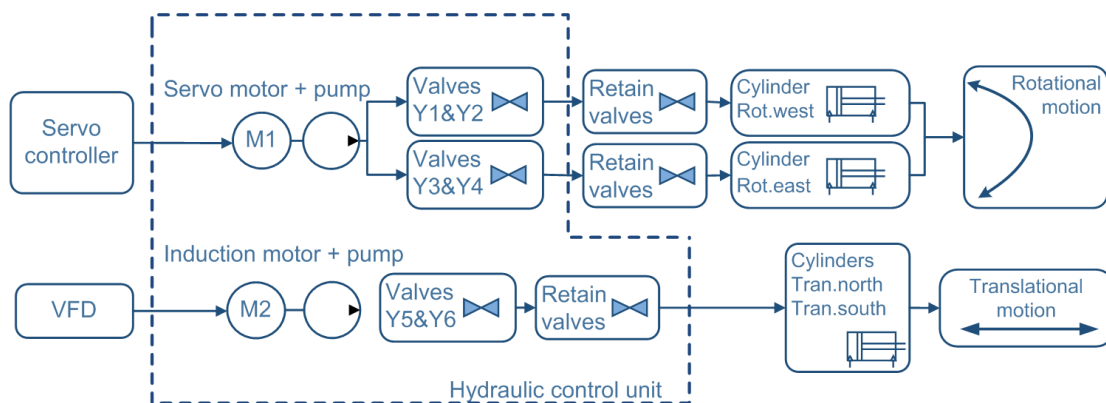 Servo motor + pump
Servo
controller
M1
Valves
Y1&Y2
Retain
valves
Cylinder
Rot.west
Rotational
motion
Valves
Y3&Y4
Retain
valves
Cylinder
Rot.east
Induction motor + pump
VFD
M2
Valves
Y5&Y6
Retain
valves
Cylinders
Tran.north
Tran.south
Translational
motion
Hydraulic control unit